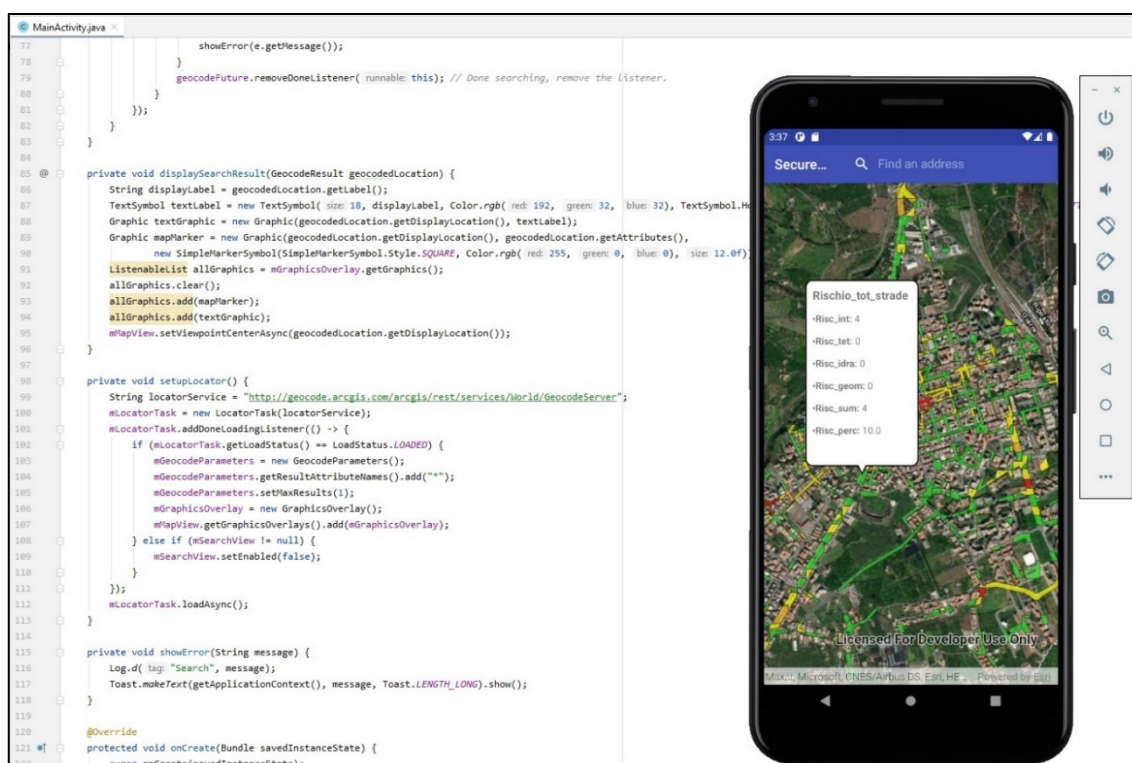 MainActivity.java
77 showError(e.getMessage());
78 }
79 geocodeFuture.removeDoneListener( runnable: this); // Done searching, remove the listener.
80 }
81 });
82 }
83 }
84
85 @ private void displaySearchResult(GeocodeResult geocodedLocation) {
86 String displayLabel = geocodedLocation.getLabel();
87 TextSymbol textLabel = new TextSymbol( size: 18, displayLabel, Color.rgb( red: 192, green: 32, blue: 32), TextSymbol.Ho
88 Graphic textGraphic = new Graphic(geocodedLocation.getDisplayLocation(), textLabel);
89 Graphic mapMarker = new Graphic(geocodedLocation.getDisplayLocation(), geocodedLocation.getAttributes(),
90 new SimpleMarkerSymbol(SimpleMarkerSymbol.Style.SQUARE, Color.rgb( red: 255, green: 0, blue: 0), size: 12.0f))
91 ListenableList allGraphics = mGraphicsOverlay.getGraphics();
92 allGraphics.clear();
93 allGraphics.add(mapMarker);
94 allGraphics.add(textGraphic);
95 mMapView.setViewpointCenterAsync(geocodedLocation.getDisplayLocation());
96 }
97
98 private void setupLocator() {
99 String locatorService = "http://geocode.arcgis.com/arcgis/rest/services/World/GeocodeServer";
100 mLocatorTask = new LocatorTask(locatorService);
101 mLocatorTask.addDoneLoadingListener(() -> {
102 if (mLocatorTask.getLoadStatus() == LoadStatus.LOADED) {
103 mGeocodeParameters = new GeocodeParameters();
104 mGeocodeParameters.getResultAttributeNames().add("*");
105 mGeocodeParameters.setMaxResults(1);
106 mGraphicsOverlay = new GraphicsOverlay();
107 mMapView.getGraphicsOverlays().add(mGraphicsOverlay);
108 } else if (mSearchView != null) {
109 mSearchView.setEnabled(false);
110 }
111 });
112 mLocatorTask.loadAsync();
113 }
114
115 private void showError(String message) {
116 Log.d( tag: "Search", message);
117 Toast.makeText(getApplicationContext(), message, Toast.LENGTH_LONG).show();
118 }
119
120 @Override
121 protected void onCreate(Bundle savedInstanceState) {
3:37
Secure... Find an address
Rischio_tot_strade
•Risc_int: 4
•Risc_tet: 0
•Risc_idra: 0
•Risc_geom: 0
•Risc_sum: 4
•Risc_perc: 10.0
Licensed For Developer Use Only
Maxar, Microsoft, CNES/Airbus DS, Esri, HE... Powered by Esri